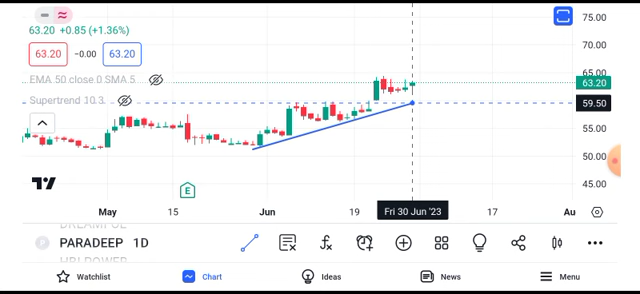 75.00
63.20 +0.85 (+1.36%)
70.00
63.20 −0.00 63.20
65.00
EMA 50 close 0 SMA 5
63.20
Supertrend 10 3
59.50
55.00
50.00
E
45.00
May 15 Jun 19 Fri 30 Jun '23 17 Au
P PARADEEP 1D
Watchlist Chart Ideas News Menu